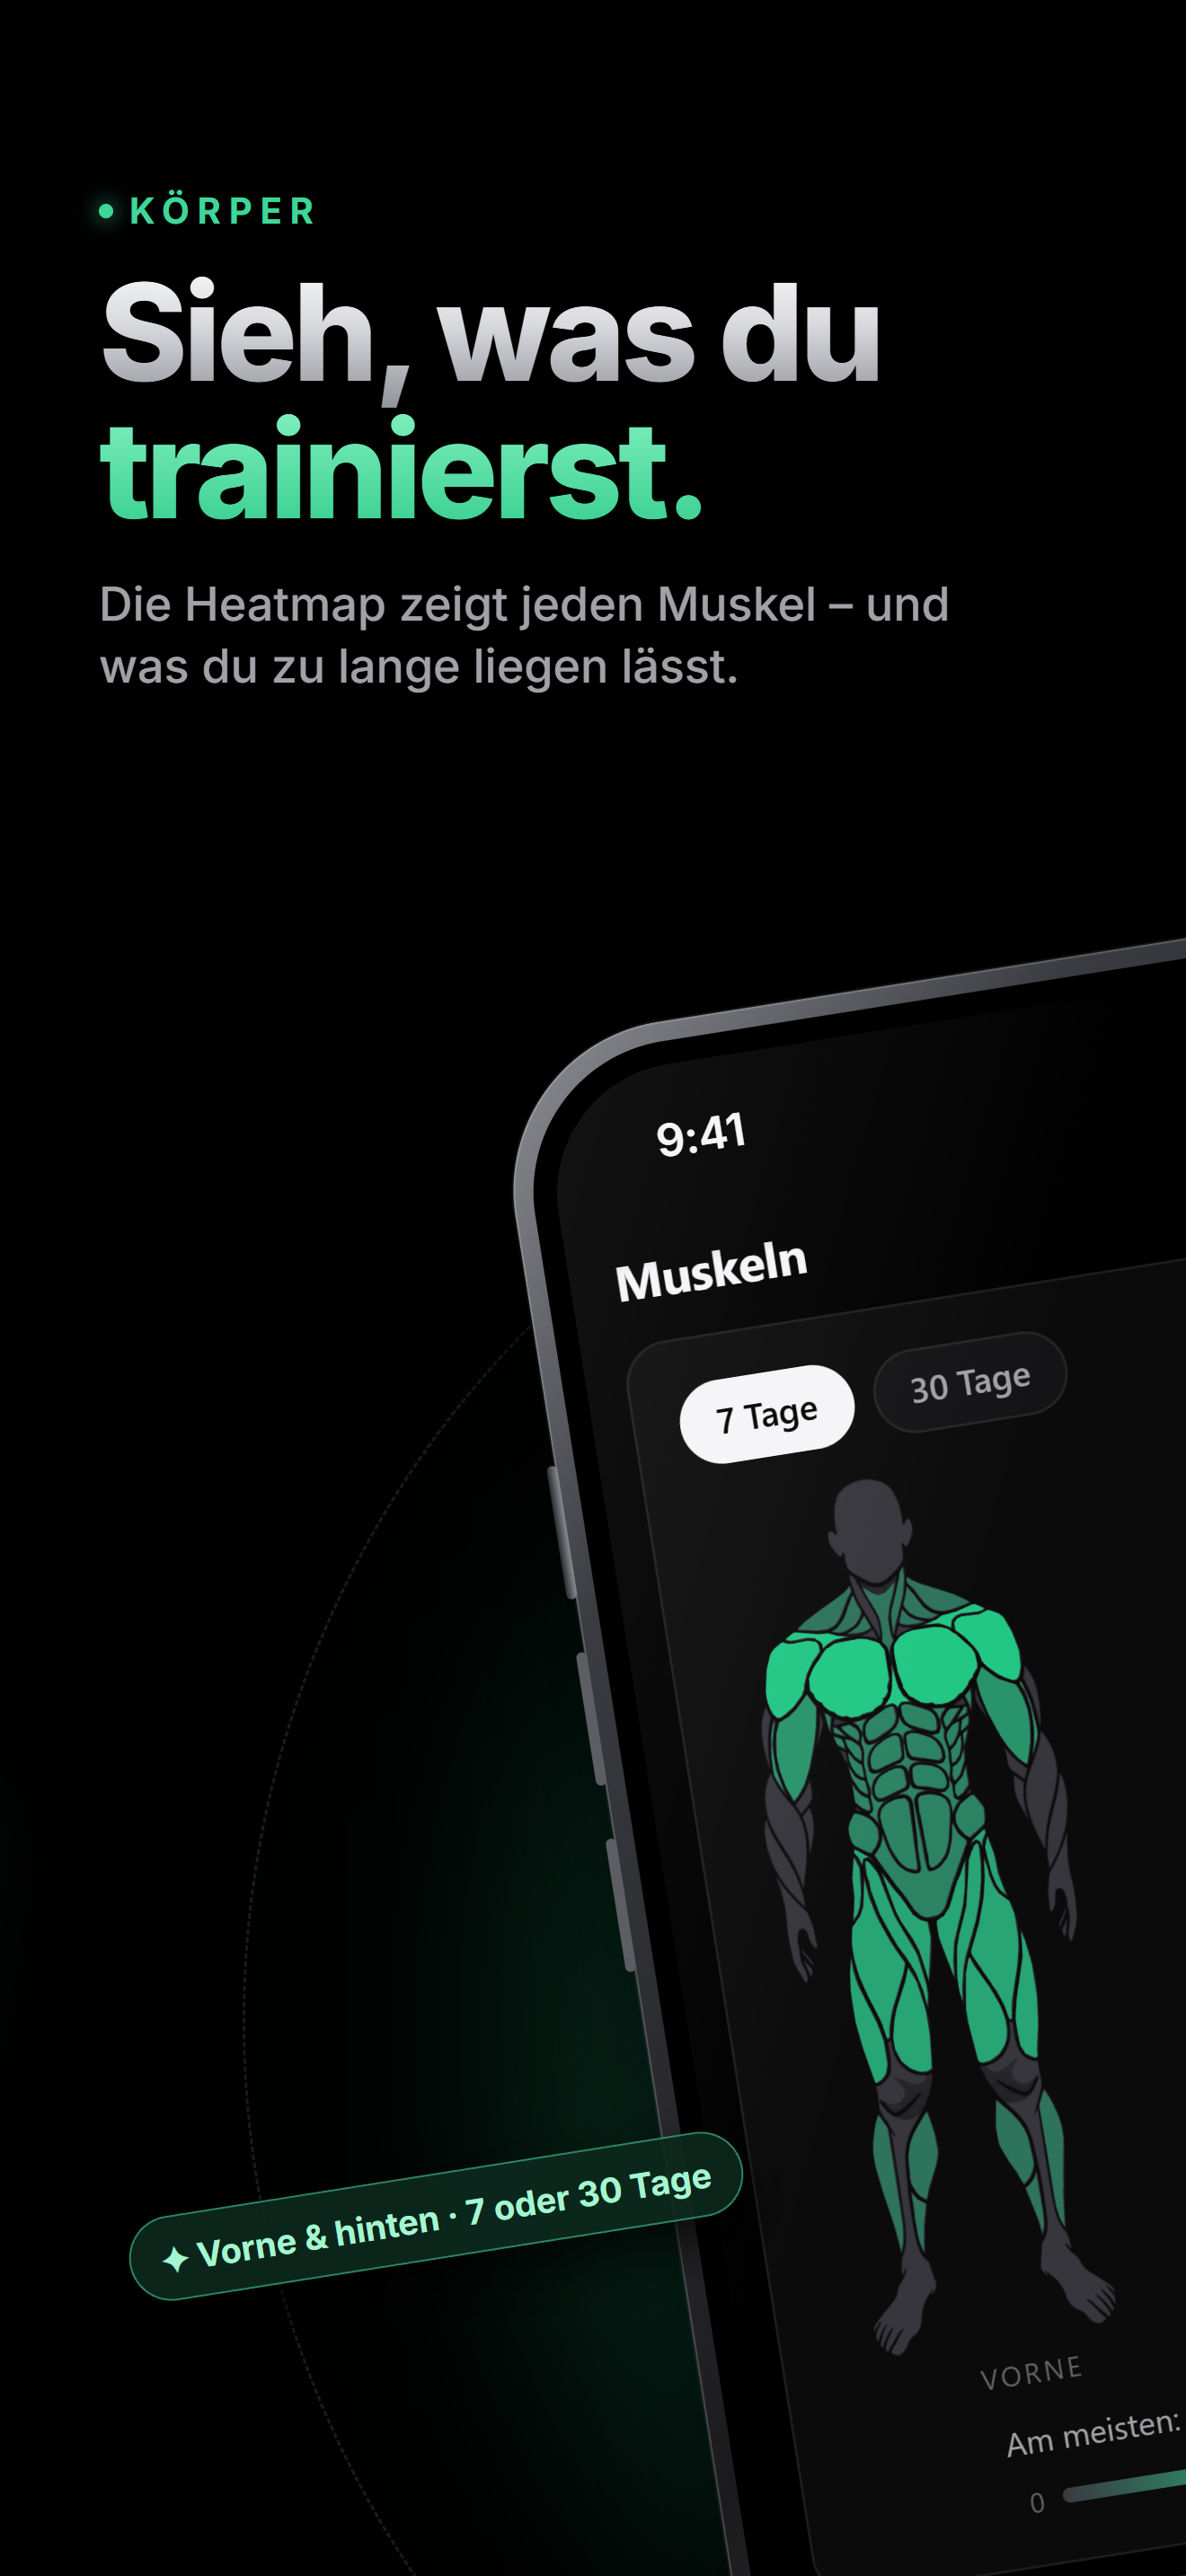 KÖRPER
Sieh, was du
trainierst.
Die Heatmap zeigt jeden Muskel – und
was du zu lange liegen lässt.
9:41
Muskeln
7 Tage
30 Tage
✦ Vorne & hinten · 7 oder 30 Tage
VORNE
Am meisten:
0